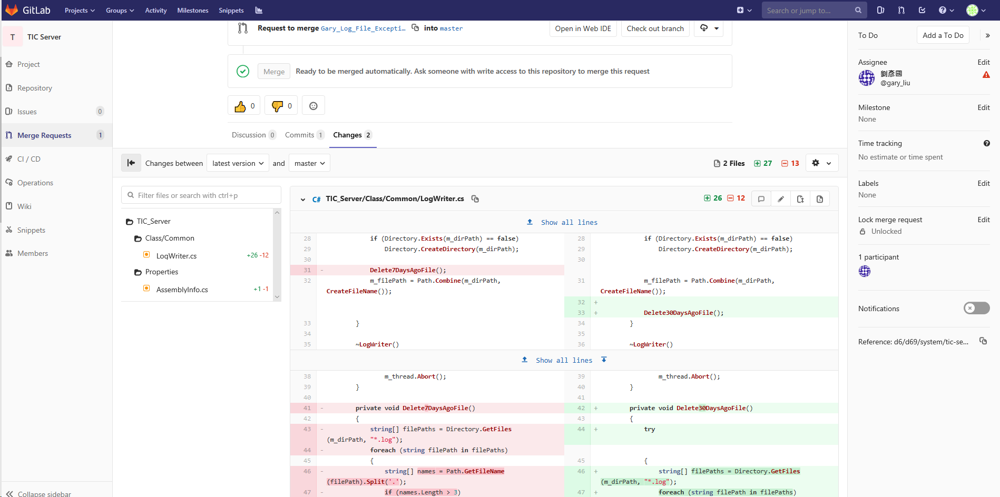 GitLab Projects Groups Activity Milestones Snippets Search or jump to...
T TIC Server
Project
Repository
Issues 0
Merge Requests 1
CI / CD
Operations
Wiki
Snippets
Members
Collapse sidebar
Request to merge Gary_Log_File_Excepti... into master Open in Web IDE Check out branch
Merge Ready to be merged automatically. Ask someone with write access to this repository to merge this request
0 0
Discussion 0 Commits 1 Changes 2
Changes between latest version and master 2 Files 27 13
Filter files or search with ctrl+p
TIC_Server
Class/Common
LogWriter.cs +26 -12
Properties
AssemblyInfo.cs +1 -1
C# TIC_Server/Class/Common/LogWriter.cs 26 12
Show all lines
28 if (Directory.Exists(m_dirPath) == false) 28 if (Directory.Exists(m_dirPath) == false)
29 Directory.CreateDirectory(m_dirPath); 29 Directory.CreateDirectory(m_dirPath);
30 30
31 - Delete7DaysAgoFile();
32 m_filePath = Path.Combine(m_dirPath, 31 m_filePath = Path.Combine(m_dirPath,
CreateFileName()); CreateFileName());
32 +
33 + Delete30DaysAgoFile();
33 } 34 }
34 35
35 ~LogWriter() 36 ~LogWriter()
Show all lines
38 m_thread.Abort(); 39 m_thread.Abort();
39 } 40 }
40 41
41 - private void Delete7DaysAgoFile() 42 + private void Delete30DaysAgoFile()
42 { 43 {
43 - string[] filePaths = Directory.GetFiles 44 + try
(m_dirPath, "*.log");
44 - foreach (string filePath in filePaths)
45 { 45 {
46 - string[] names = Path.GetFileName 46 + string[] filePaths = Directory.GetFiles
(filePath).Split('.'); (m_dirPath, "*.log");
47 - if (names.Length > 3) 47 + foreach (string filePath in filePaths)
To Do Add a To Do »
Assignee Edit
劉彥國
@gary_liu
Milestone Edit
None
Time tracking
No estimate or time spent
Labels Edit
None
Lock merge request Edit
Unlocked
1 participant
Notifications
Reference: d6/d69/system/tic-se...